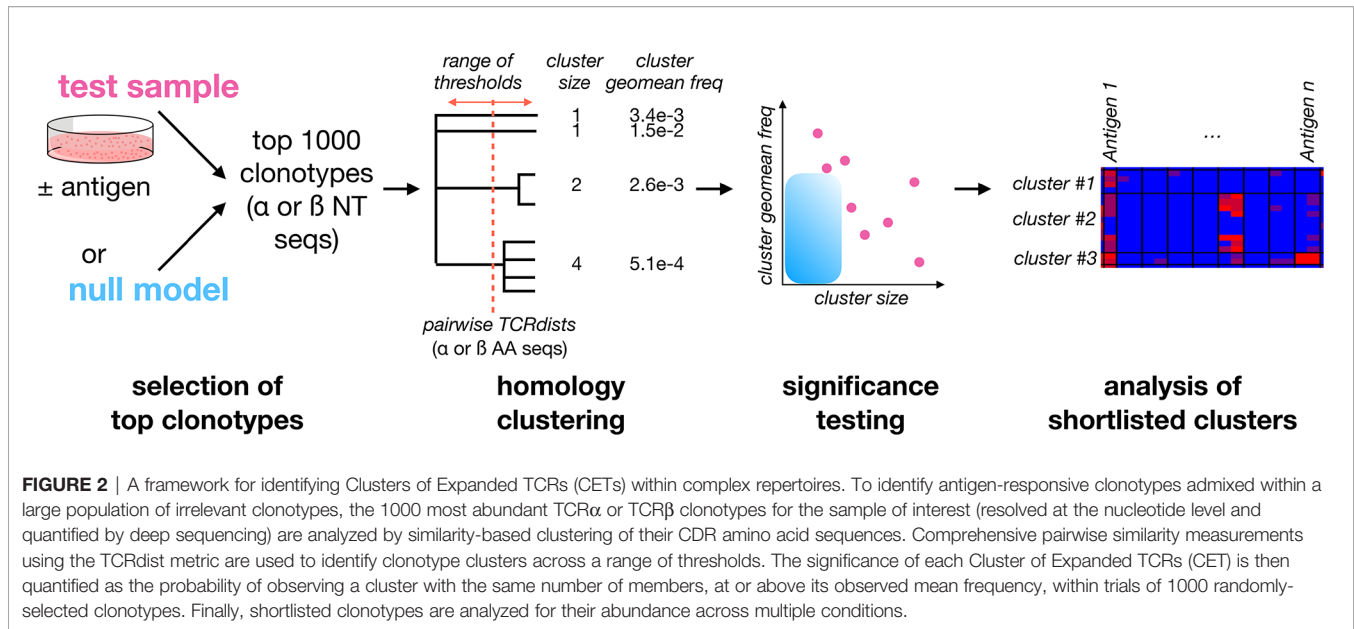 test sample
± antigen
or
null model
top 1000
clonotypes
(α or ß NT
seqs)
range of
thresholds
cluster
size
cluster
geomean freq
1 3.4e-3
1 1.5e-2
2 2.6e-3
4 5.1e-4
pairwise TCRdists
(α or ß AA seqs)
cluster geomean freq
cluster size
Antigen 1
...
Antigen n
cluster #1
cluster #2
cluster #3
selection of
top clonotypes
homology
clustering
significance
testing
analysis of
shortlisted clusters
FIGURE 2 | A framework for identifying Clusters of Expanded TCRs (CETs) within complex repertoires. To identify antigen-responsive clonotypes admixed within a
large population of irrelevant clonotypes, the 1000 most abundant TCRα or TCRβ clonotypes for the sample of interest (resolved at the nucleotide level and
quantified by deep sequencing) are analyzed by similarity-based clustering of their CDR amino acid sequences. Comprehensive pairwise similarity measurements
using the TCRdist metric are used to identify clonotype clusters across a range of thresholds. The significance of each Cluster of Expanded TCRs (CET) is then
quantified as the probability of observing a cluster with the same number of members, at or above its observed mean frequency, within trials of 1000 randomly-
selected clonotypes. Finally, shortlisted clonotypes are analyzed for their abundance across multiple conditions.